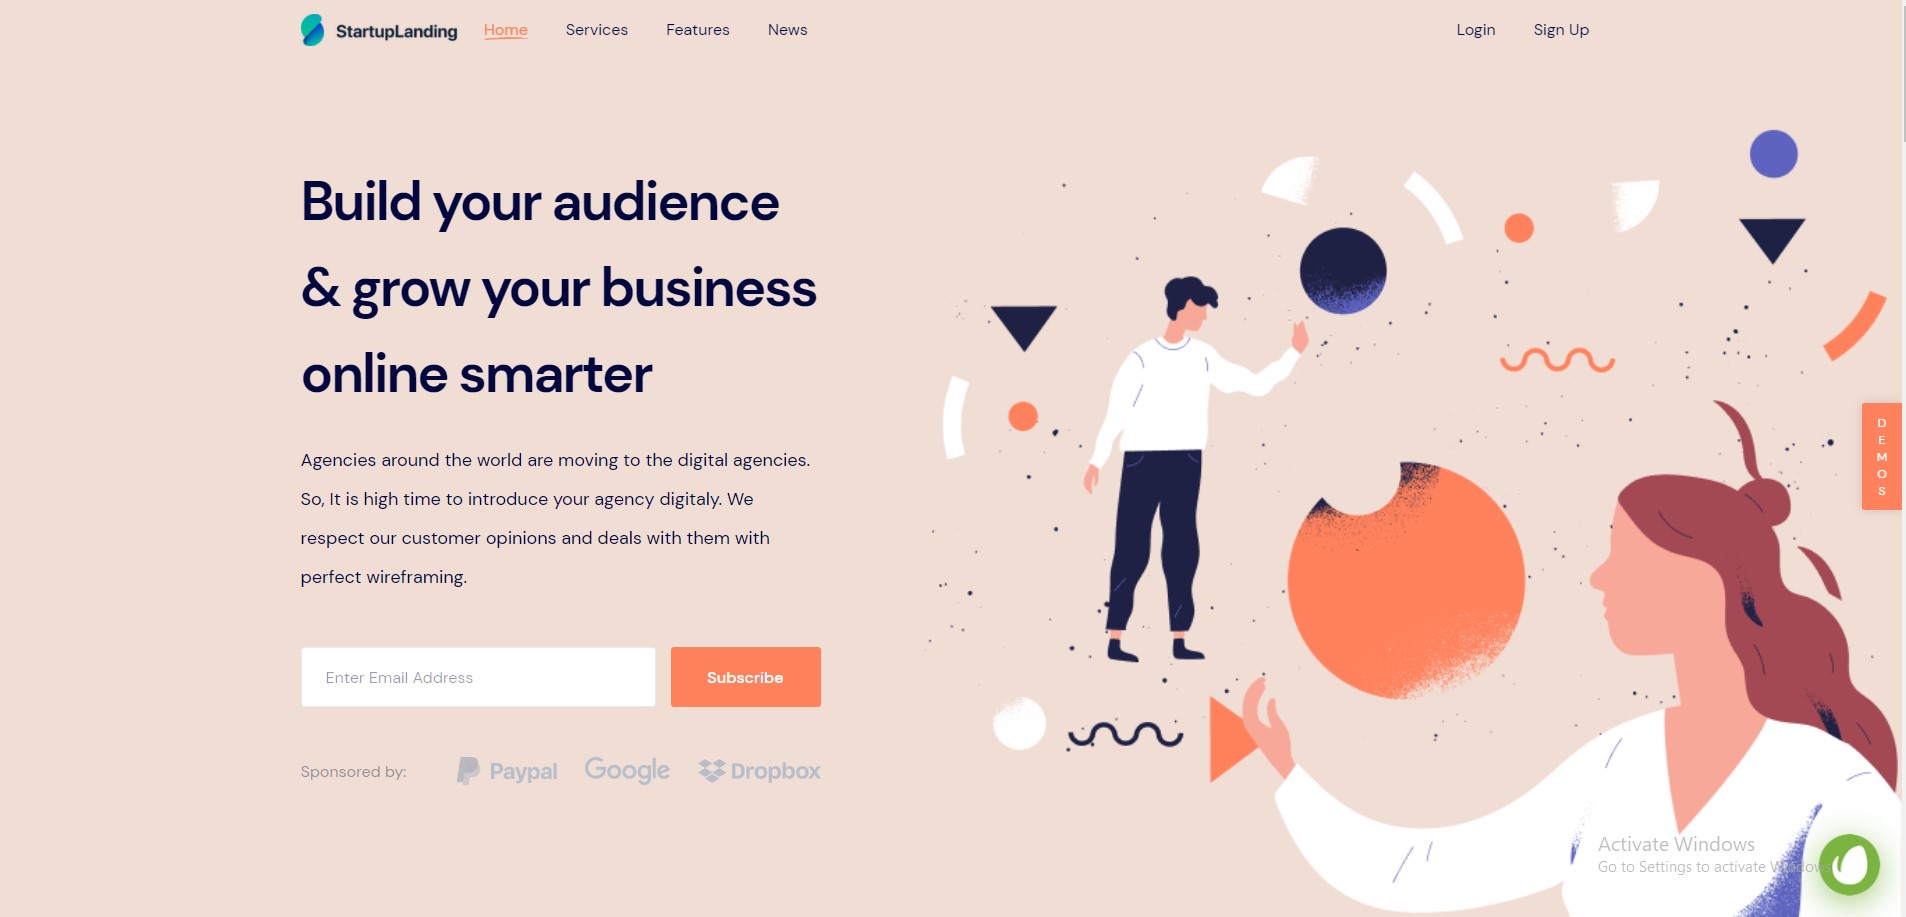 StartupLanding
Home
Services
Features
News
Login
Sign Up
Build your audience
& grow your business
online smarter
Agencies around the world are moving to the digital agencies.
So, It is high time to introduce your agency digitaly. We
respect our customer opinions and deals with them with
perfect wireframing.
Enter Email Address
Subscribe
Sponsored by:
Paypal
Google
Dropbox
DEMOS
Activate Windows
Go to Settings to activate Windows.